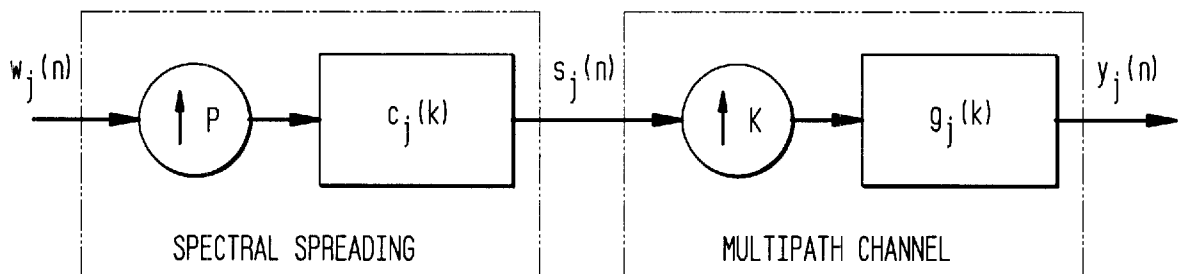 w_j(n)
↑ P
c_j(k)
s_j(n)
↑ K
g_j(k)
y_j(n)
SPECTRAL SPREADING
MULTIPATH CHANNEL